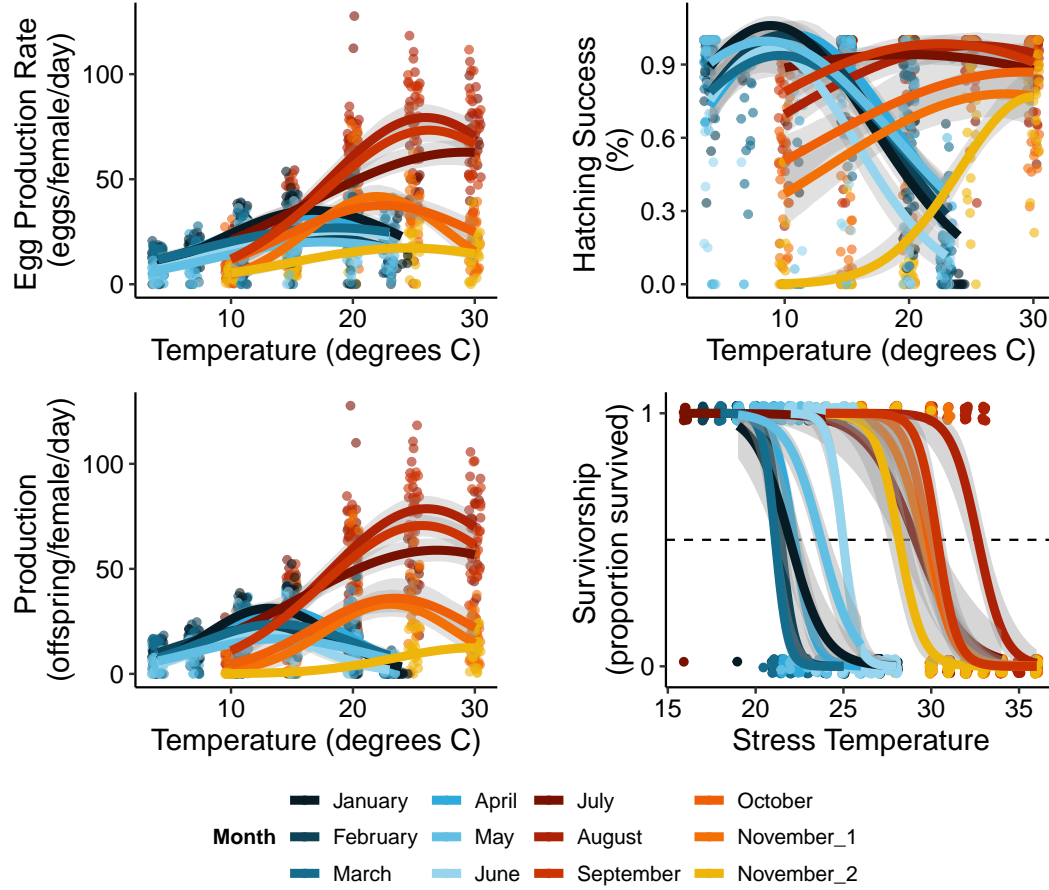 Egg Production Rate
(eggs/female/day)
100
50
0
10 20 30
Temperature (degrees C)
Hatching Success
(%)
0.9
0.6
0.3
0.0
10 20 30
Temperature (degrees C)
Production
(offspring/female/day)
100
50
0
10 20 30
Temperature (degrees C)
Survivorship
(proportion survived)
1
0
15 20 25 30 35
Stress Temperature
Month
January April July October
February May August November_1
March June September November_2